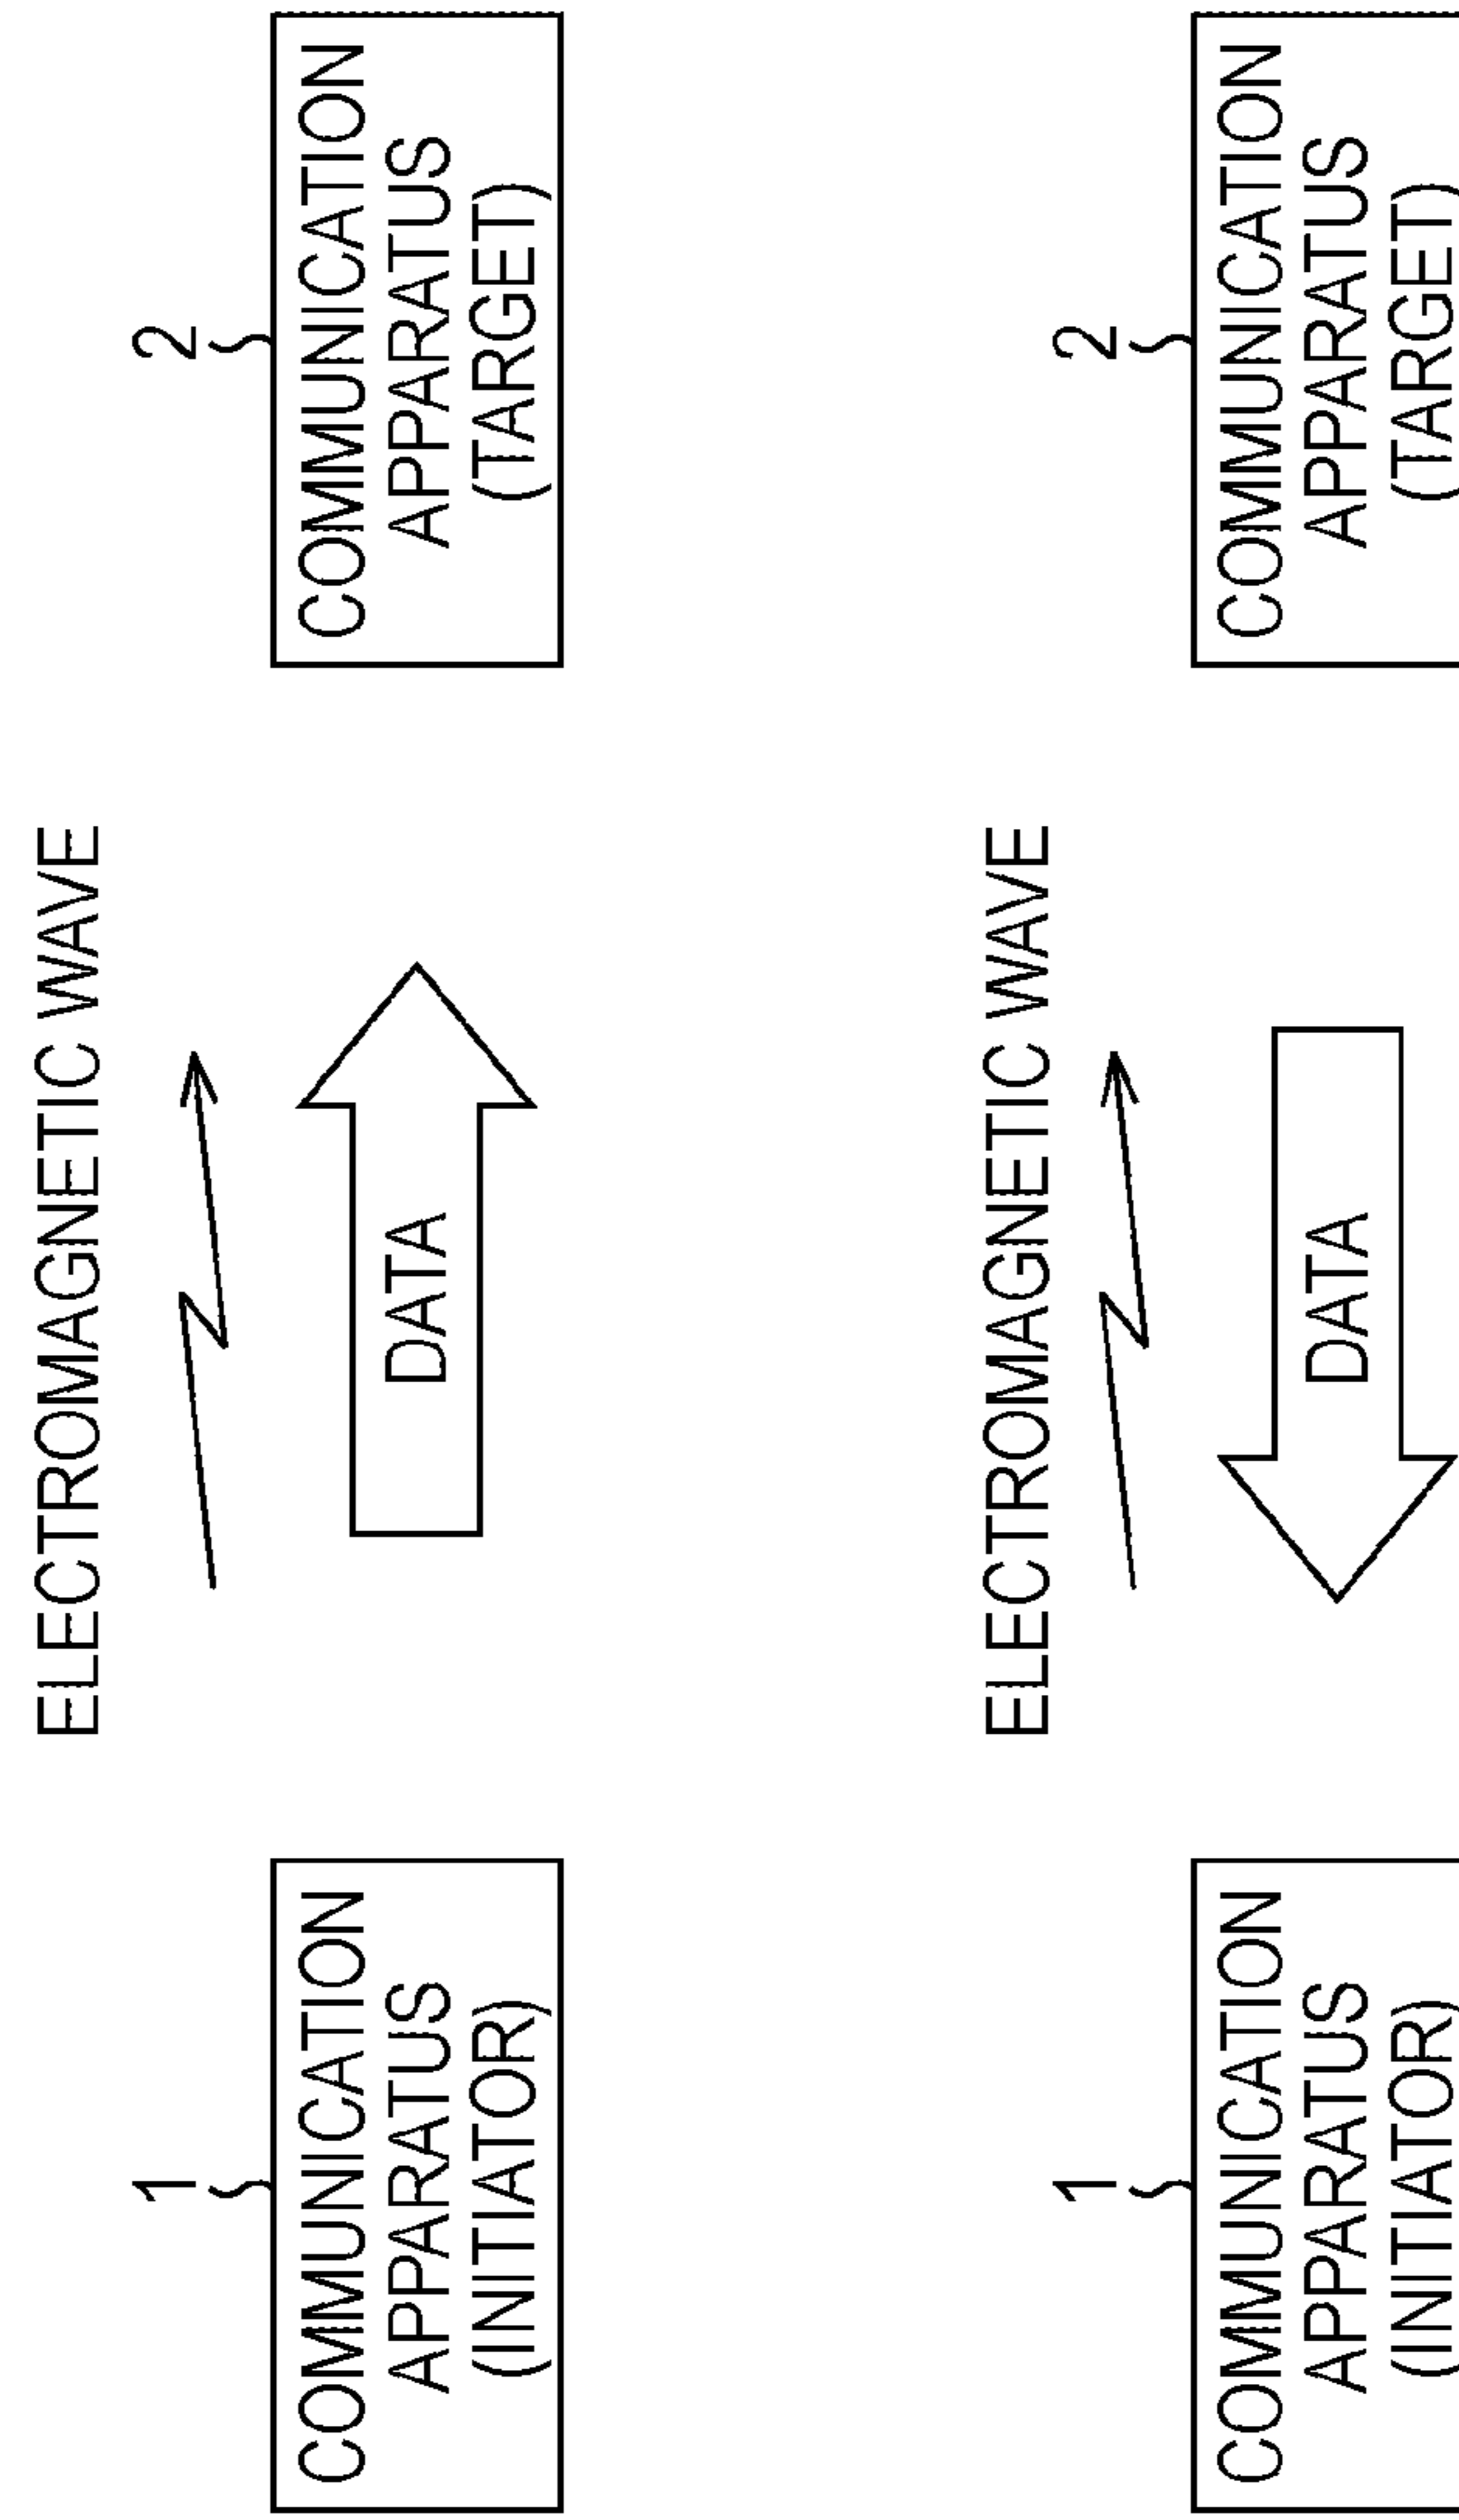 ELECTROMAGNETIC WAVE
1
2
COMMUNICATION
APPARATUS
(INITIATOR)
DATA
COMMUNICATION
APPARATUS
(TARGET)
ELECTROMAGNETIC WAVE
1
2
COMMUNICATION
APPARATUS
(INITIATOR)
DATA
COMMUNICATION
APPARATUS
(TARGET)